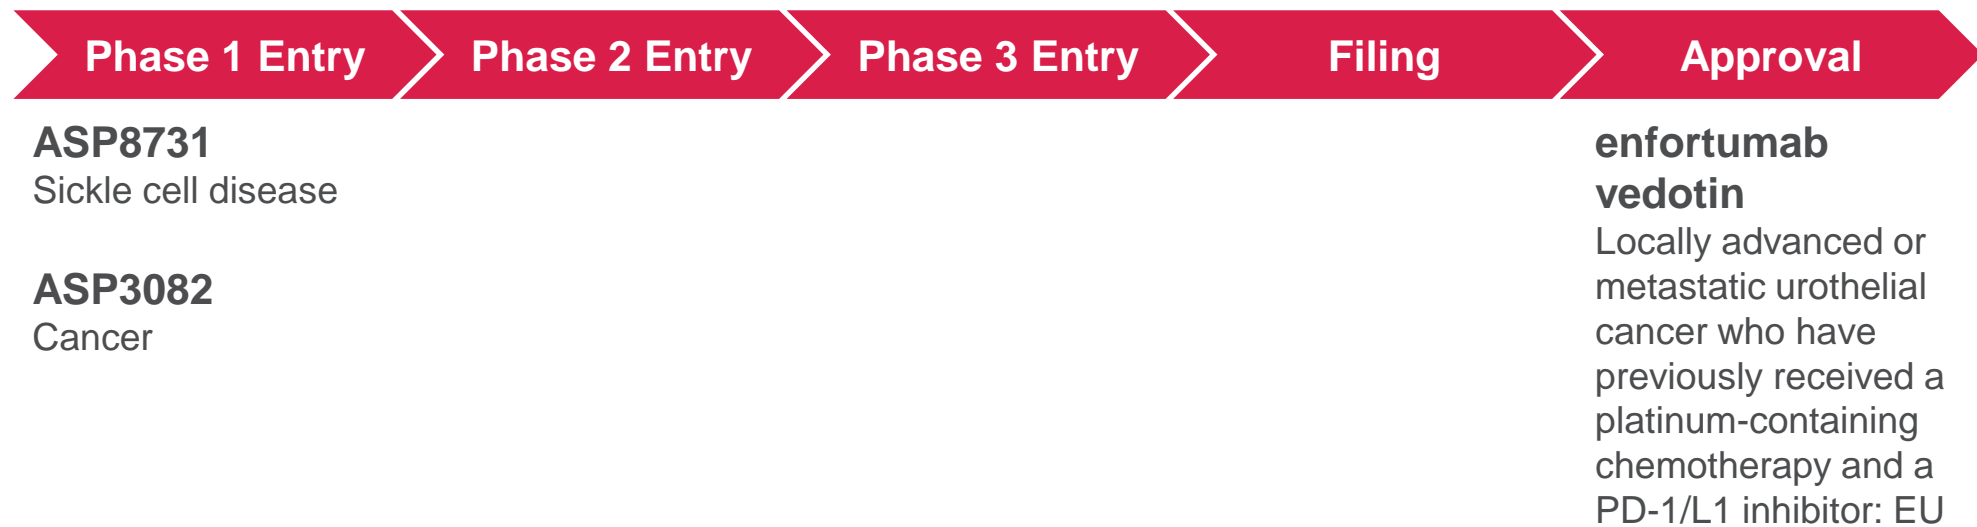 Phase 1 Entry
Phase 2 Entry
Phase 3 Entry
Filing
Approval
ASP8731
Sickle cell disease
ASP3082
Cancer
enfortumab
vedotin
Locally advanced or
metastatic urothelial
cancer who have
previously received a
platinum-containing
chemotherapy and a
PD-1/L1 inhibitor: EU